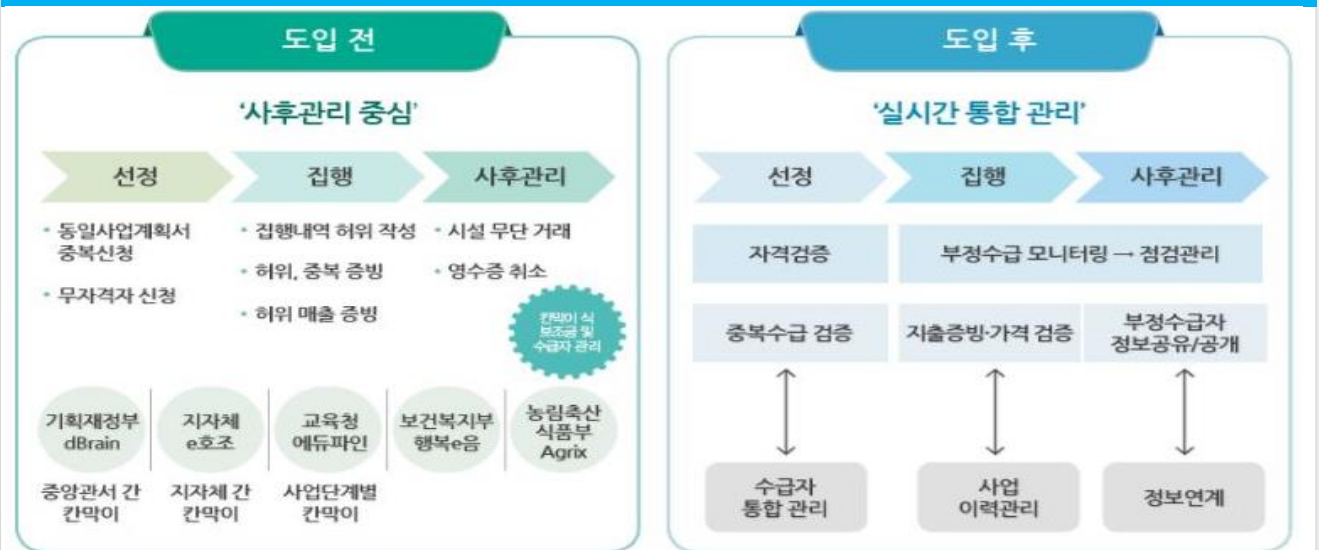 도입 전
'사후관리 중심'
선정
집행
사후관리
• 동일사업계획서
중복신청
• 무자격자 신청
• 집행내역 허위 작성
• 허위, 중복 증빙
• 허위 매출 증빙
• 시설 무단 거래
• 영수증 취소
칸막이 식
보조금 및
수급자 관리
기획재정부
dBrain
지자체
e호조
교육청
에듀파인
보건복지부
행복e음
농림축산
식품부
Agrix
중앙관서 간
칸막이
지자체 간
칸막이
사업단계별
칸막이
도입 후
'실시간 통합 관리'
선정
집행
사후관리
자격검증
부정수급 모니터링 → 점검관리
중복수급 검증
지출증빙·가격 검증
부정수급자
정보공유/공개
수급자
통합 관리
사업
이력관리
정보연계